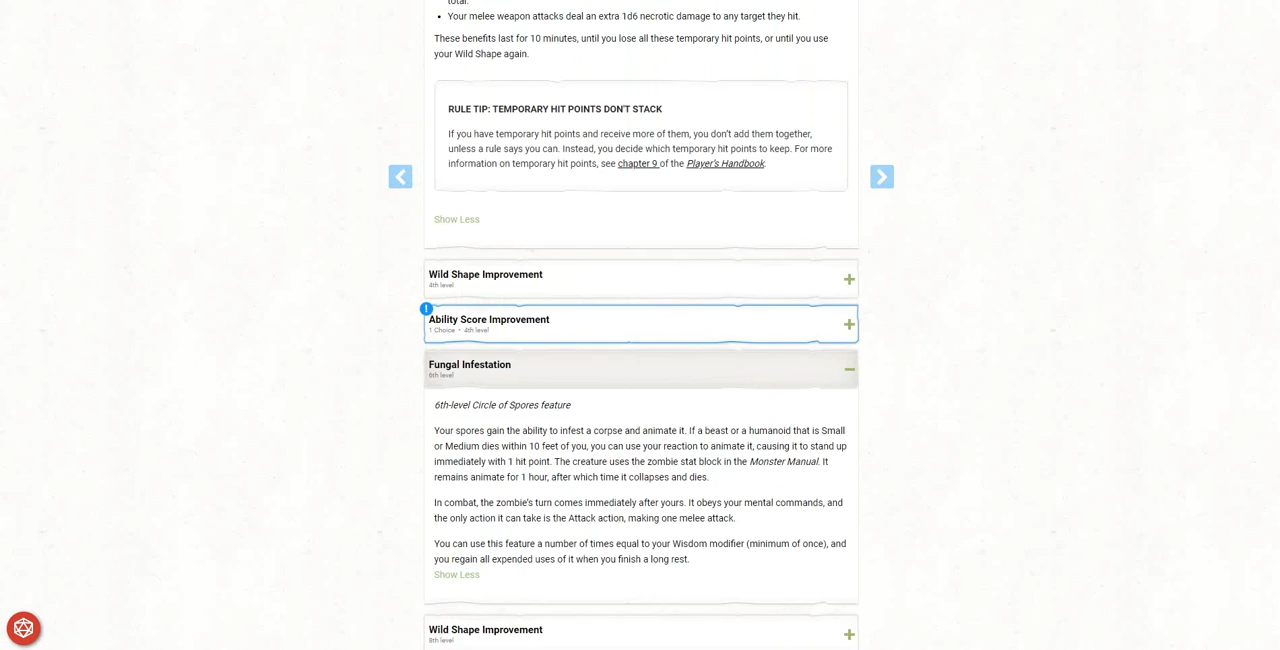 total.
• Your melee weapon attacks deal an extra 1d6 necrotic damage to any target they hit.
These benefits last for 10 minutes, until you lose all these temporary hit points, or until you use
your Wild Shape again.
RULE TIP: TEMPORARY HIT POINTS DON'T STACK
If you have temporary hit points and receive more of them, you don't add them together,
unless a rule says you can. Instead, you decide which temporary hit points to keep. For more
information on temporary hit points, see chapter 9 of the Player's Handbook.
Show Less
Wild Shape Improvement
4th level
!
Ability Score Improvement
1 Choice • 4th level
Fungal Infestation
6th level
6th-level Circle of Spores feature
Your spores gain the ability to infest a corpse and animate it. If a beast or a humanoid that is Small
or Medium dies within 10 feet of you, you can use your reaction to animate it, causing it to stand up
immediately with 1 hit point. The creature uses the zombie stat block in the Monster Manual. It
remains animate for 1 hour, after which time it collapses and dies.
In combat, the zombie's turn comes immediately after yours. It obeys your mental commands, and
the only action it can take is the Attack action, making one melee attack.
You can use this feature a number of times equal to your Wisdom modifier (minimum of once), and
you regain all expended uses of it when you finish a long rest.
Show Less
Wild Shape Improvement
8th level